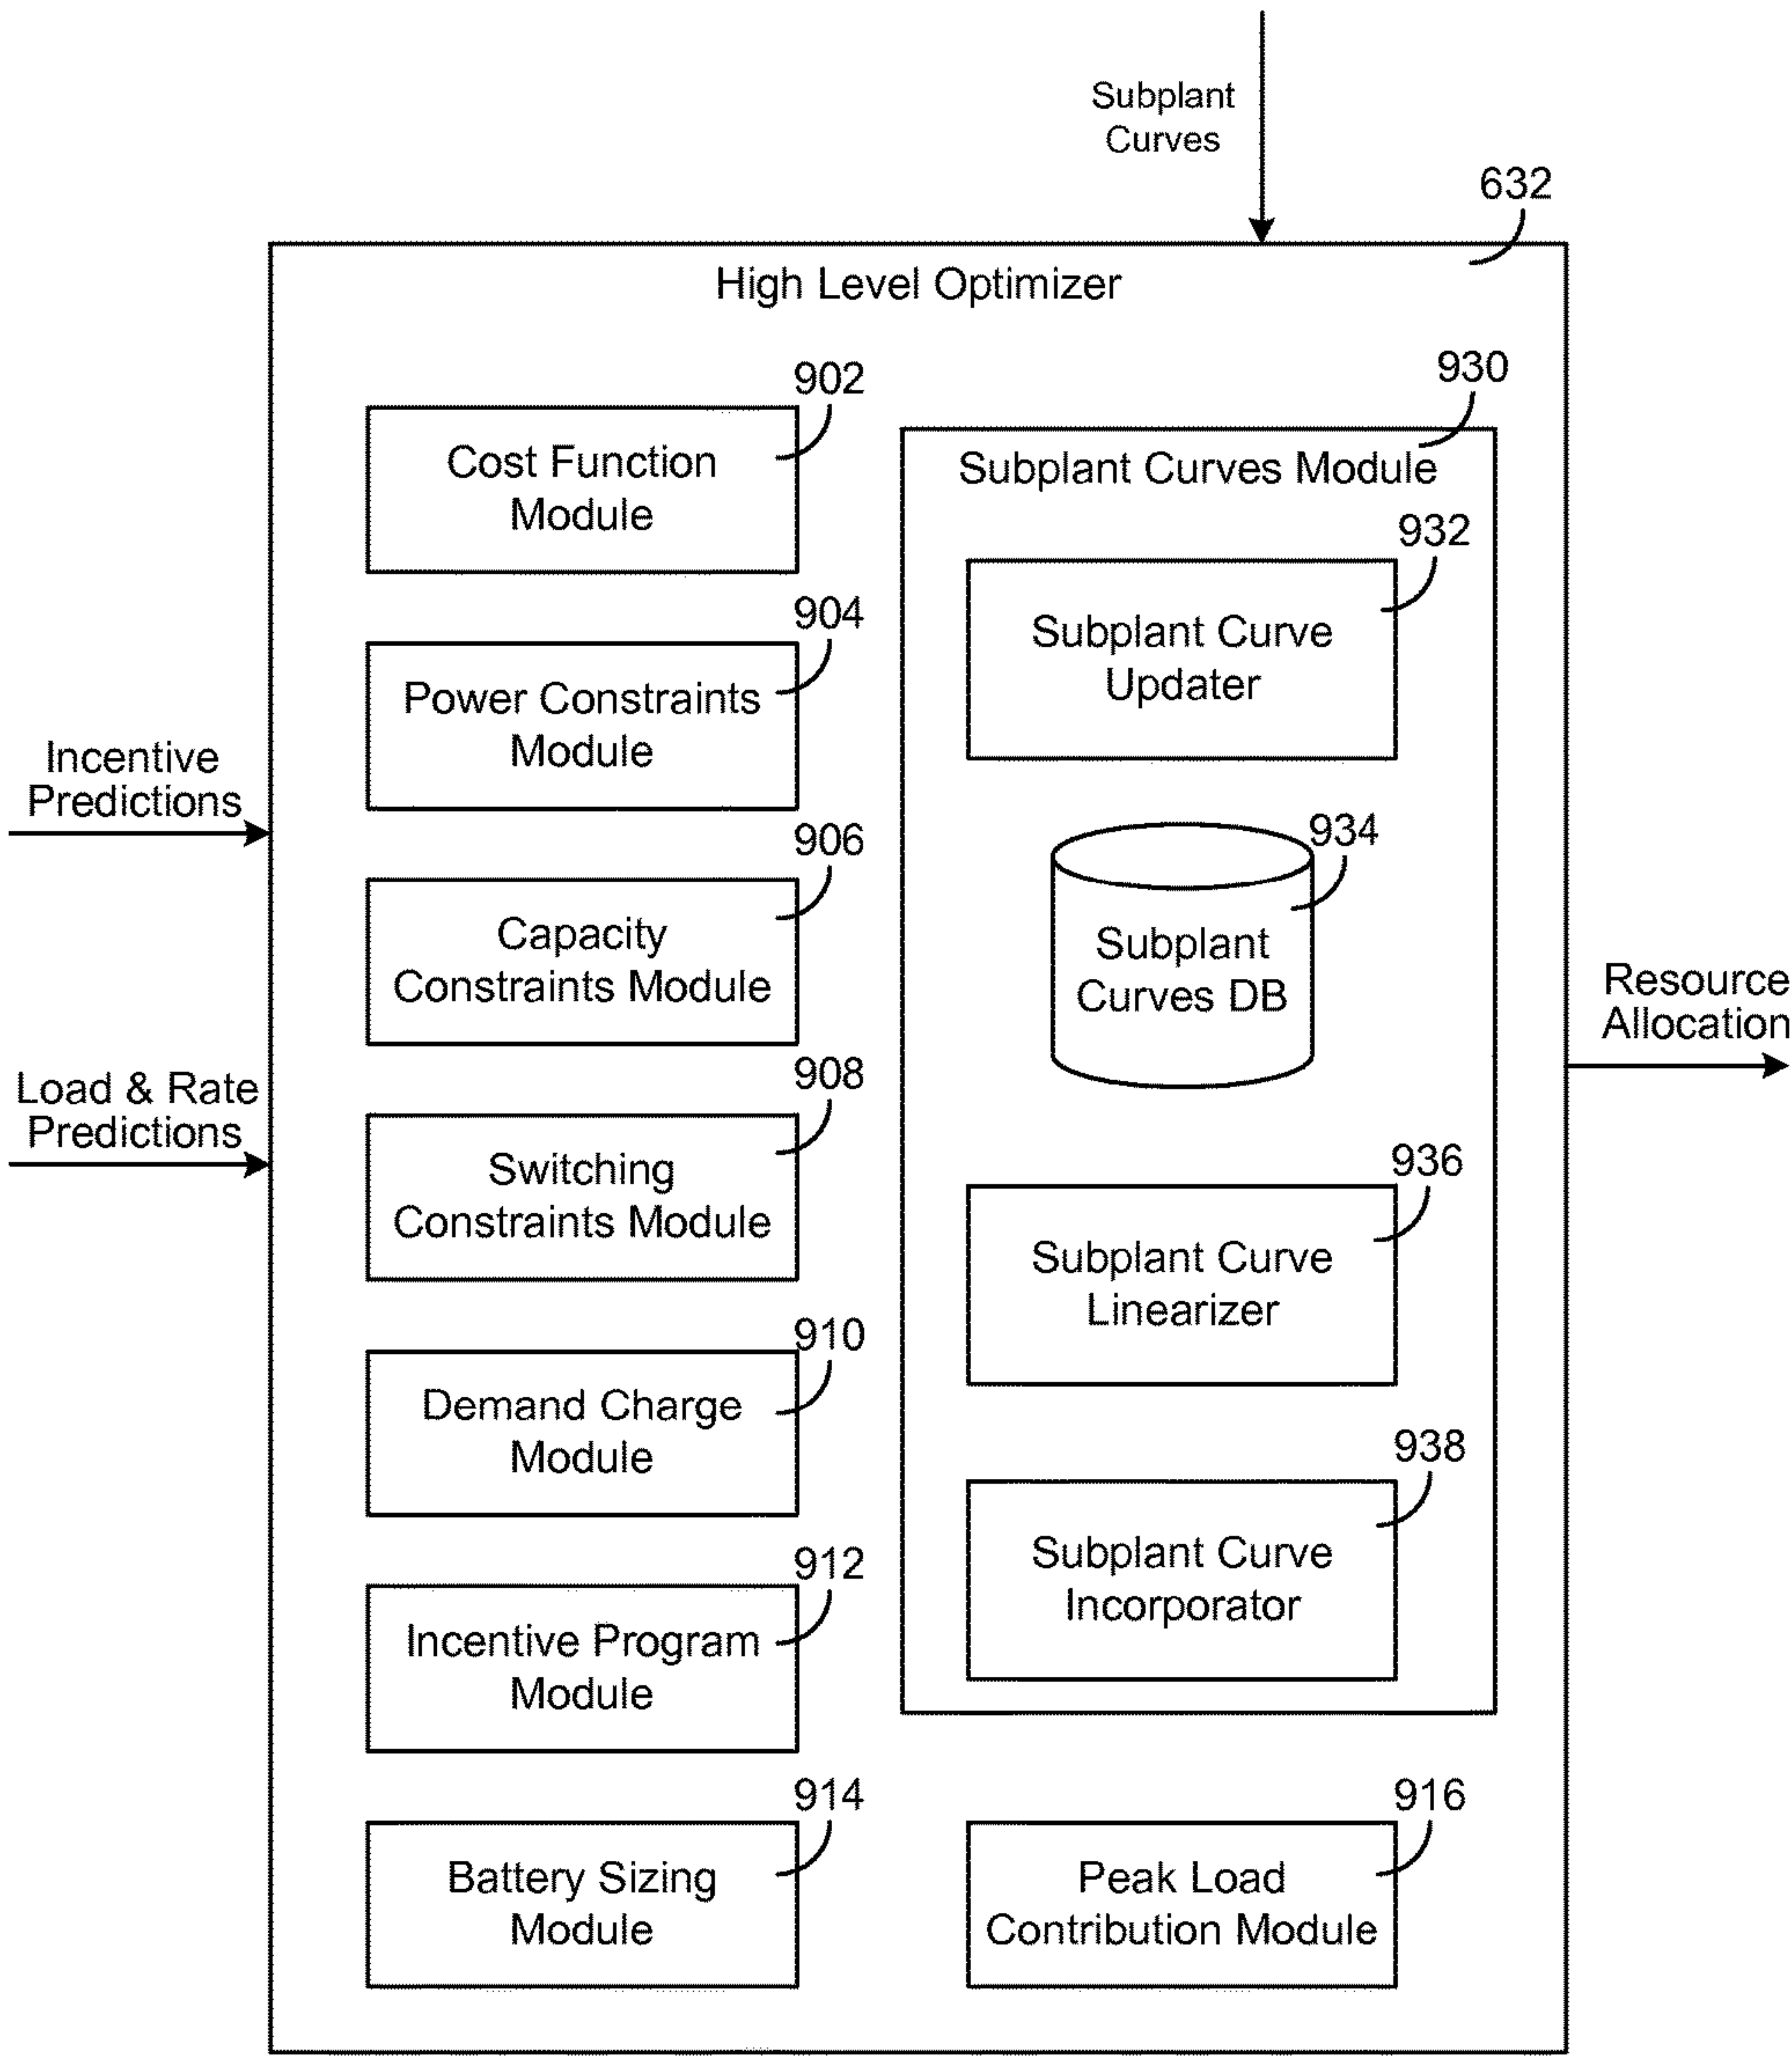 Subplant
Curves
632
High Level Optimizer
902
Cost Function
Module
904
Power Constraints
Module
Incentive
Predictions
906
Capacity
Constraints Module
Load & Rate
Predictions
908
Switching
Constraints Module
910
Demand Charge
Module
912
Incentive Program
Module
914
Battery Sizing
Module
930
Subplant Curves Module
932
Subplant Curve
Updater
934
Subplant
Curves DB
936
Subplant Curve
Linearizer
938
Subplant Curve
Incorporator
916
Peak Load
Contribution Module
Resource
Allocation